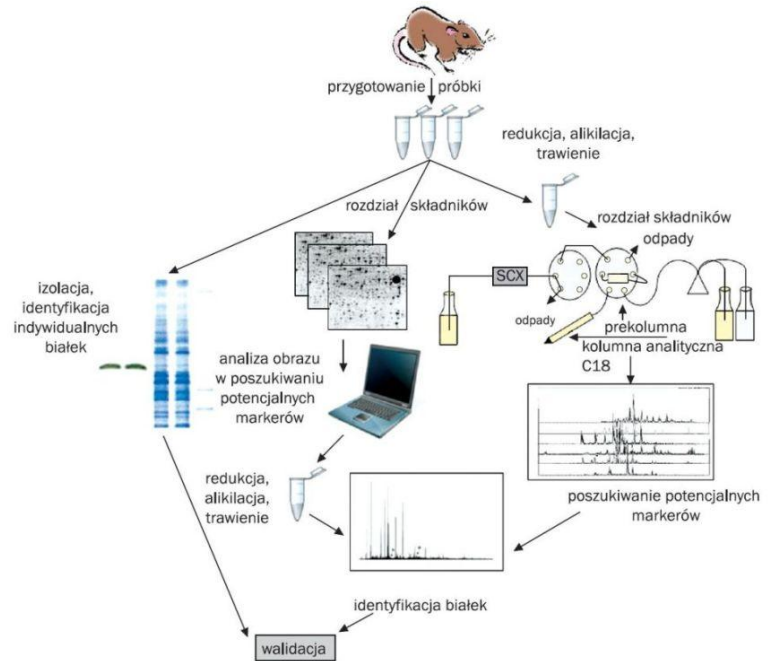 przygotowanie próbki
redukcja, alikilacja,
trawienie
rozdział składników
rozdział składników
odpady
SCX
odpady
izolacja,
identyfikacja
indywidualnych
białek
prekolumna
kolumna analityczna
C18
analiza obrazu
w poszukiwaniu
potencjalnych
markerów
redukcja,
alikilacja,
trawienie
poszukiwanie potencjalnych
markerów
identyfikacja białek
walidacja